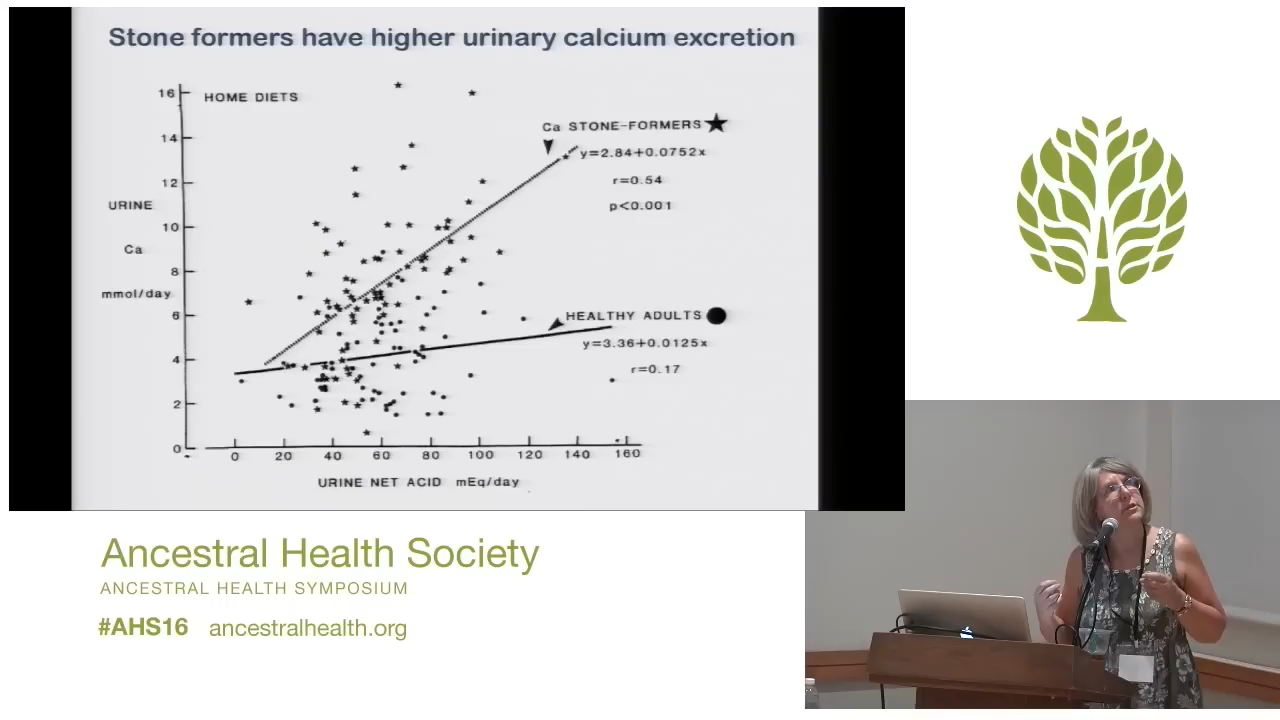 Stone formers have higher urinary calcium excretion
16
HOME DIETS
14
Ca STONE-FORMERS
y=2.84+0.0752x
12
r=0.54
p<0.001
URINE
10
Ca
8
mmol/day
6
HEALTHY ADULTS
y=3.36+0.0125x
4
r=0.17
2
0
0 20 40 60 80 100 120 140 160
URINE NET ACID mEq/day
Ancestral Health Society
ANCESTRAL HEALTH SYMPOSIUM
#AHS16 ancestralhealth.org